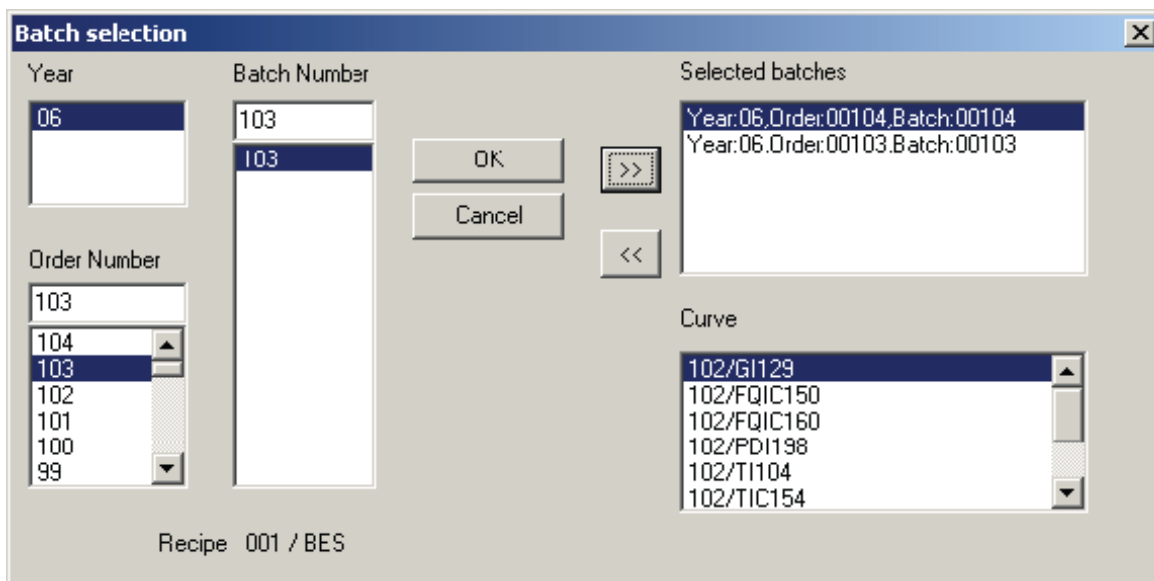 Batch selection
Year
06
Batch Number
103
103
Order Number
103
104
103
102
101
100
99
OK
Cancel
>>
<<
Selected batches
Year:06,Order:00104,Batch:00104
Year:06.Order:00103.Batch:00103
Curve
102/GI129
102/FQIC150
102/FQIC160
102/PDI198
102/TI104
102/TIC154
Recipe 001 / BES